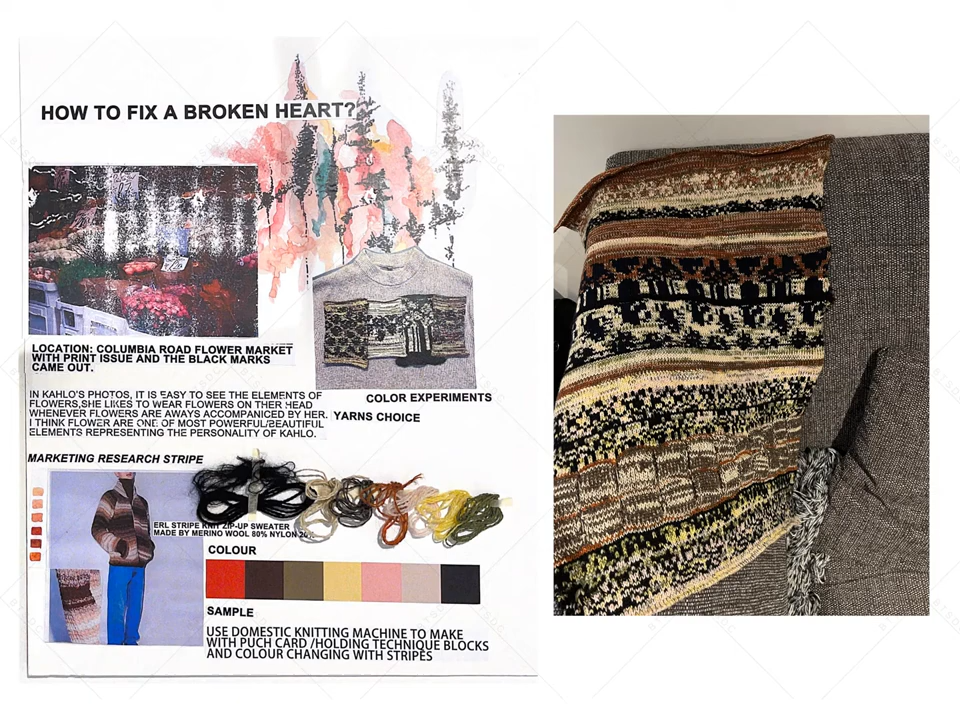 HOW TO FIX A BROKEN HEART?
LOCATION: COLUMBIA ROAD FLOWER MARKET
WITH PRINT ISSUE AND THE BLACK MARKS
CAME OUT.
IN KAHLO'S PHOTOS, IT IS EASY TO SEE THE ELEMENTS OF
FLOWERS,SHE LIKES TO WEAR FLOWERS ON THER HEAD
WHENEVER FLOWERS ARE AWAYS ACCOMPANICED BY HER.
I THINK FLOWER ARE ONE OF MOST POWERFUL/BEAUTIFUL
ELEMENTS REPRESENTING THE PERSONALITY OF KAHLO.
COLOR EXPERIMENTS
YARNS CHOICE
MARKETING RESEARCH STRIPE
ERL STRIPE KNIT ZIP-UP SWEATER
MADE BY MERINO WOOL 80% NYLON
COLOUR
SAMPLE
USE DOMESTIC KNITTING MACHINE TO MAKE
WITH PUCH CARD /HOLDING TECHNIQUE BLOCKS
AND COLOUR CHANGING WITH STRIPES